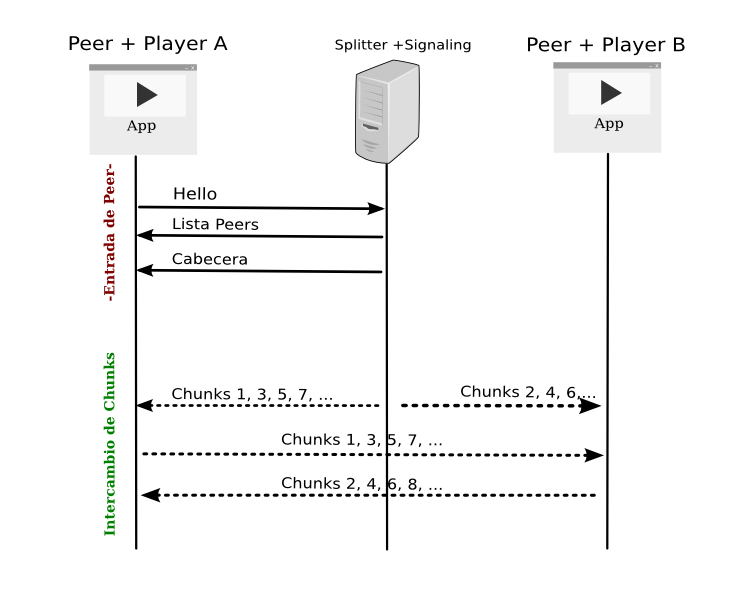 Peer + Player A
Splitter +Signaling
Peer + Player B
App
App
-Entrada de Peer-
Hello
Lista Peers
Cabecera
Intercambio de Chunks
Chunks 1, 3, 5, 7, ...
Chunks 2, 4, 6,...
Chunks 1, 3, 5, 7, ...
Chunks 2, 4, 6, 8, ...